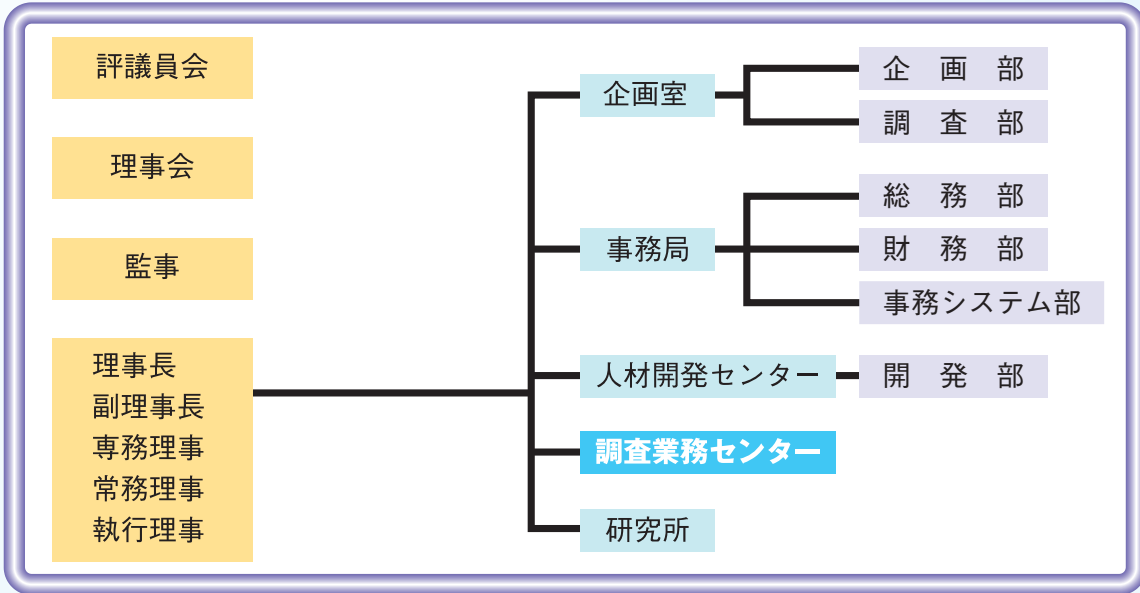 評議員会
理事会
監事
理事長
副理事長
専務理事
常務理事
執行理事
企画室
企　画　部
調　査　部
事務局
総　務　部
財　務　部
事務システム部
人材開発センター
開　発　部
調査業務センター
研究所